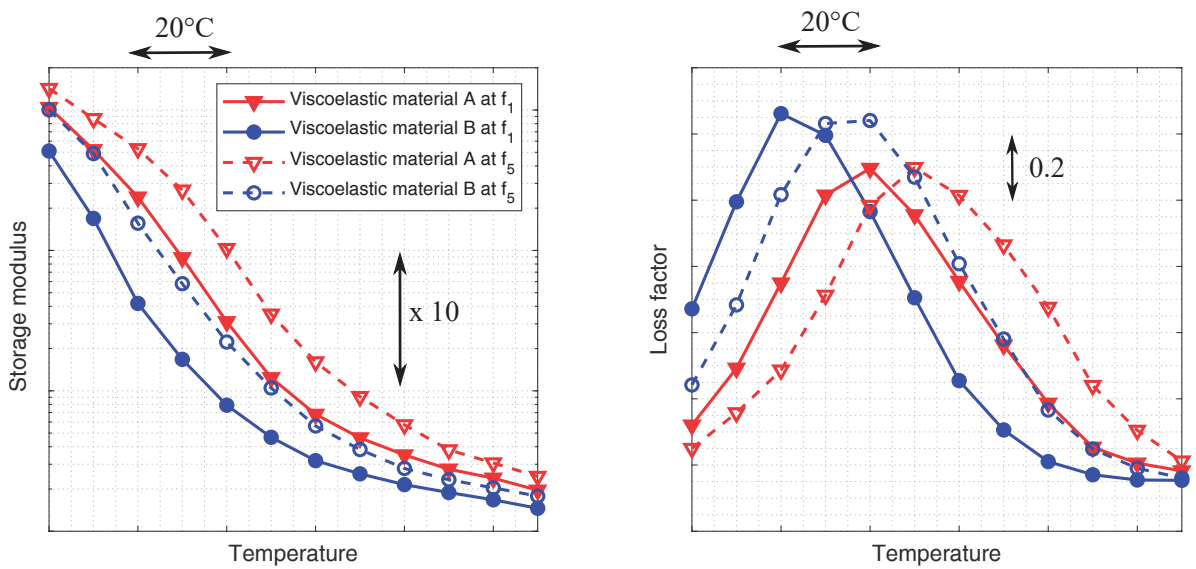 20°C
20°C
Viscoelastic material A at f1
Viscoelastic material B at f1
Viscoelastic material A at f5
Viscoelastic material B at f5
0.2
x 10
Storage modulus
Loss factor
Temperature
Temperature